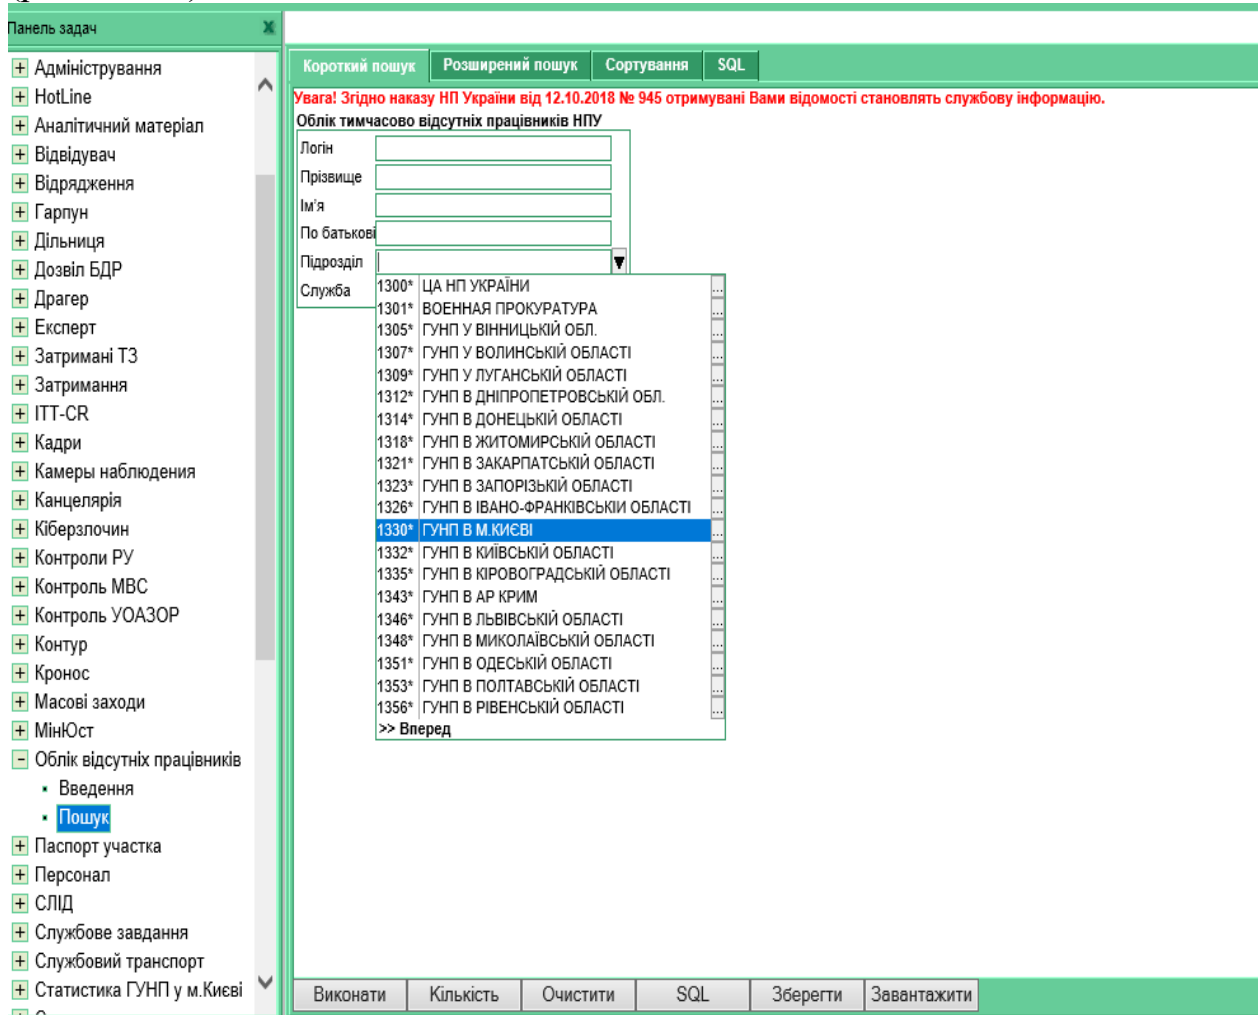 Панель задач
Адміністрування
HotLine
Аналітичний матеріал
Відвідувач
Відрядження
Гарпун
Дільниця
Дозвіл БДР
Драгер
Експерт
Затримані ТЗ
Затримання
ITT-CR
Кадри
Камеры наблюдения
Канцелярія
Кіберзлочин
Контроли РУ
Контроль МВС
Контроль УОАЗОР
Контур
Кронос
Масові заходи
МінЮст
Облік відсутніх працівників
Введення
Пошук
Паспорт участка
Персонал
СЛІД
Службове завдання
Службовий транспорт
Статистика ГУНП у м.Києві
Короткий пошук Розширений пошук Сортування SQL
Увага! Згідно наказу НП України від 12.10.2018 № 945 отримувані Вами відомості становлять службову інформацію.
Облік тимчасово відсутніх працівників НПУ
Логін
Прізвище
Ім'я
По батькові
Підрозділ
Служба
1300* ЦА НП УКРАЇНИ ...
1301* ВОЕННАЯ ПРОКУРАТУРА ...
1305* ГУНП У ВІННИЦЬКІЙ ОБЛ. ...
1307* ГУНП У ВОЛИНСЬКІЙ ОБЛАСТІ ...
1309* ГУНП У ЛУГАНСЬКІЙ ОБЛАСТІ ...
1312* ГУНП В ДНІПРОПЕТРОВСЬКІЙ ОБЛ. ...
1314* ГУНП В ДОНЕЦЬКІЙ ОБЛАСТІ ...
1318* ГУНП В ЖИТОМИРСЬКІЙ ОБЛАСТІ ...
1321* ГУНП В ЗАКАРПАТСЬКІЙ ОБЛАСТІ ...
1323* ГУНП В ЗАПОРІЗЬКІЙ ОБЛАСТІ ...
1326* ГУНП В ІВАНО-ФРАНКІВСЬКІЙ ОБЛАСТІ ...
1330* ГУНП В М.КИЄВІ ...
1332* ГУНП В КИЇВСЬКІЙ ОБЛАСТІ ...
1335* ГУНП В КІРОВОГРАДСЬКІЙ ОБЛАСТІ ...
1343* ГУНП В АР КРИМ ...
1346* ГУНП В ЛЬВІВСЬКІЙ ОБЛАСТІ ...
1348* ГУНП В МИКОЛАЇВСЬКІЙ ОБЛАСТІ ...
1351* ГУНП В ОДЕСЬКІЙ ОБЛАСТІ ...
1353* ГУНП В ПОЛТАВСЬКІЙ ОБЛАСТІ ...
1356* ГУНП В РІВЕНСЬКІЙ ОБЛАСТІ ...
>> Вперед
Виконати Кількість Очистити SQL Зберегти Завантажити